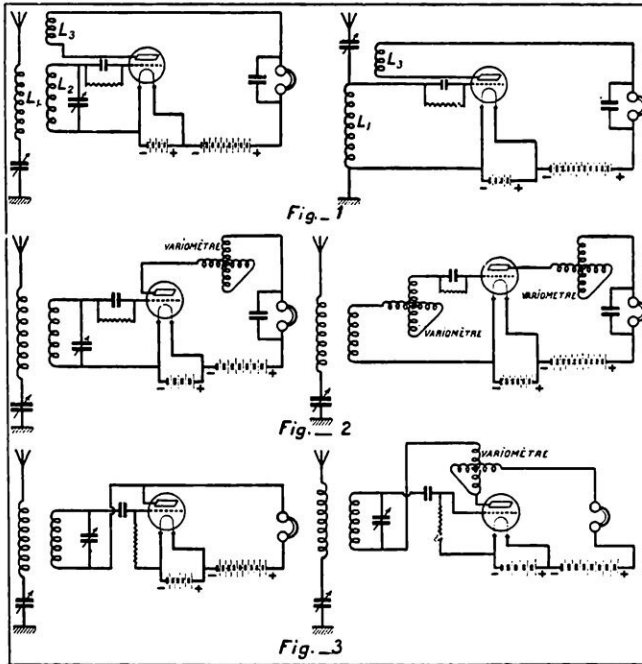 L3
L1
L2
- + - +
L3
L1
- + - +
Fig._1
VARIOMÈTRE
- + - +
VARIOMÈTRE
VARIOMÈTRE
- + - +
Fig._2
- + - +
VARIOMÈTRE
- + - +
Fig._3